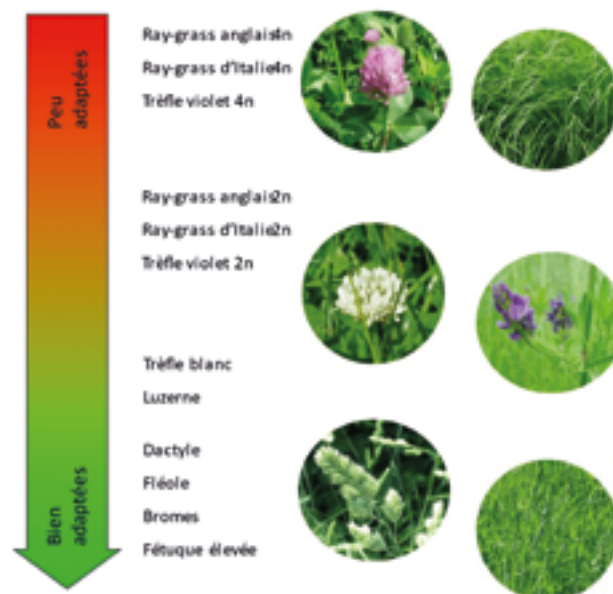 Peu
adaptées
Ray-grass anglais4n
Ray-grass d'Italie4n
Trèfle violet 4n
Ray-grass anglais2n
Ray-grass d'Italie2n
Trèfle violet 2n
Trèfle blanc
Luzerne
Dactyle
Fléole
Bromes
Fétuque élevée
Bien
adaptées